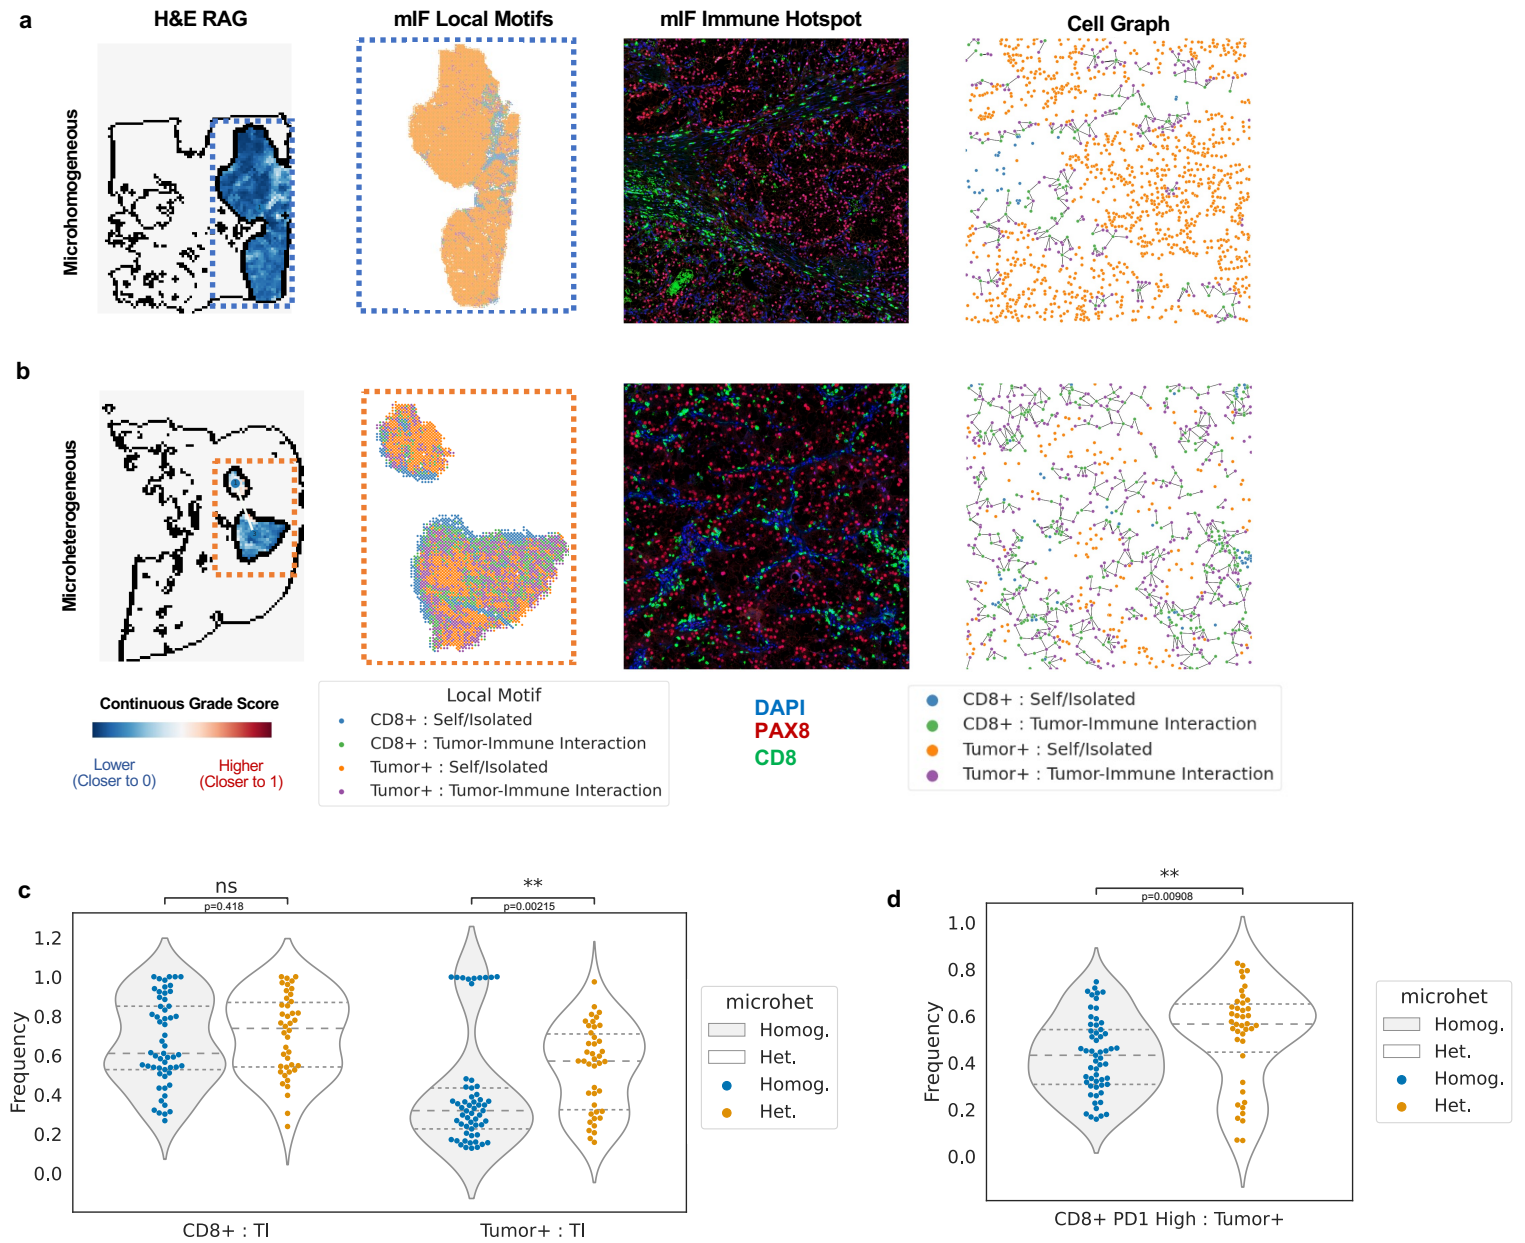 a
H&E RAG
mIF Local Motifs
mIF Immune Hotspot
Cell Graph
Microhomogeneous
b
Microheterogeneous
Continuous Grade Score
Lower
(Closer to 0)
Higher
(Closer to 1)
Local Motif
CD8+ : Self/Isolated
CD8+ : Tumor-Immune Interaction
Tumor+ : Self/Isolated
Tumor+ : Tumor-Immune Interaction
DAPI
PAX8
CD8
CD8+ : Self/Isolated
CD8+ : Tumor-Immune Interaction
Tumor+ : Self/Isolated
Tumor+ : Tumor-Immune Interaction
c
ns
p=0.418
**
p=0.00215
Frequency
1.2
1.0
0.8
0.6
0.4
0.2
0.0
CD8+ : TI
Tumor+ : TI
microhet
Homog.
Het.
Homog.
Het.
d
**
p=0.00908
Frequency
1.0
0.8
0.6
0.4
0.2
0.0
CD8+ PD1 High : Tumor+
microhet
Homog.
Het.
Homog.
Het.